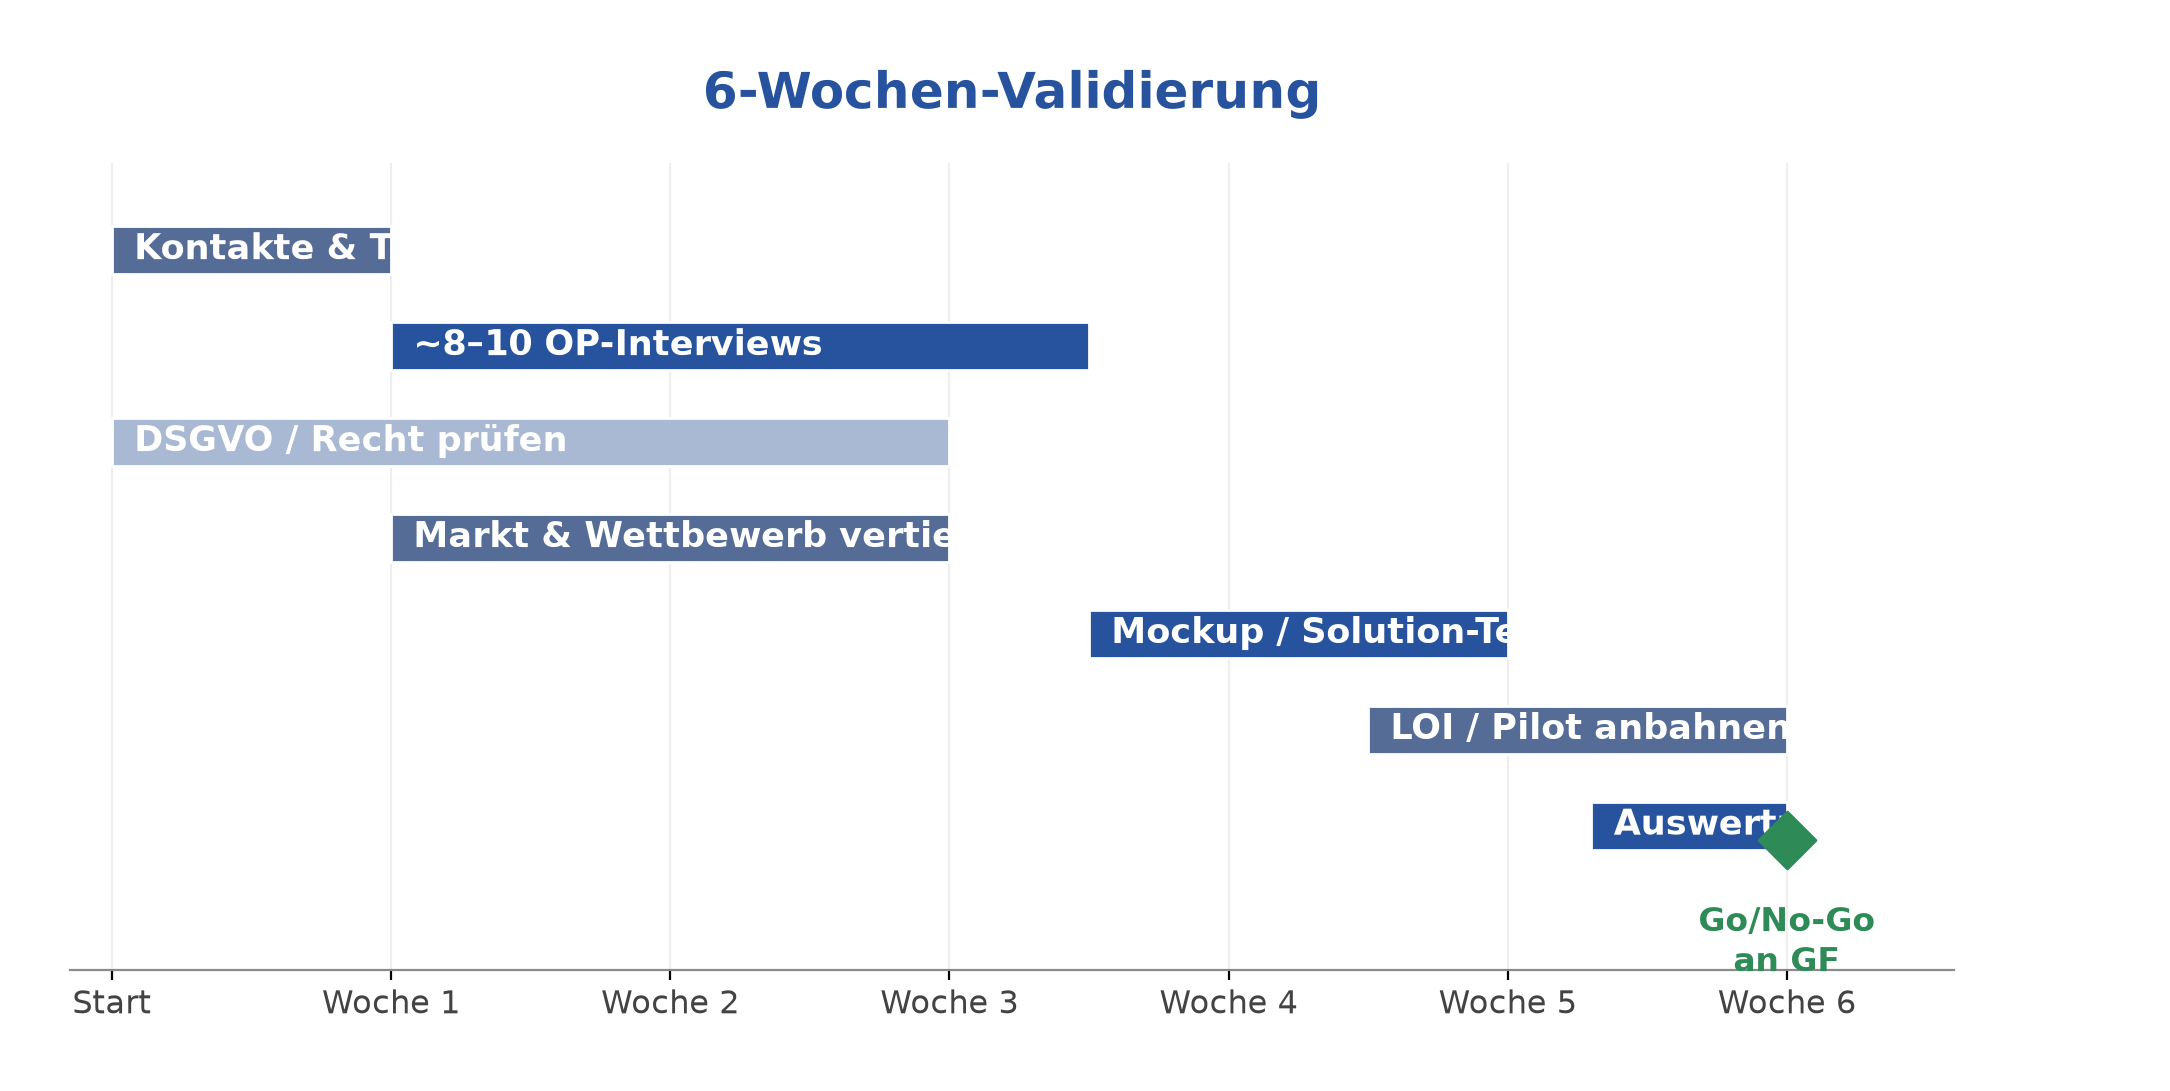 6-Wochen-Validierung
Kontakte & T
~8–10 OP-Interviews
DSGVO / Recht prüfen
Markt & Wettbewerb vertie
Mockup / Solution-Te
LOI / Pilot anbahnen
Auswert
Go/No-Go
an GF
Start Woche 1 Woche 2 Woche 3 Woche 4 Woche 5 Woche 6